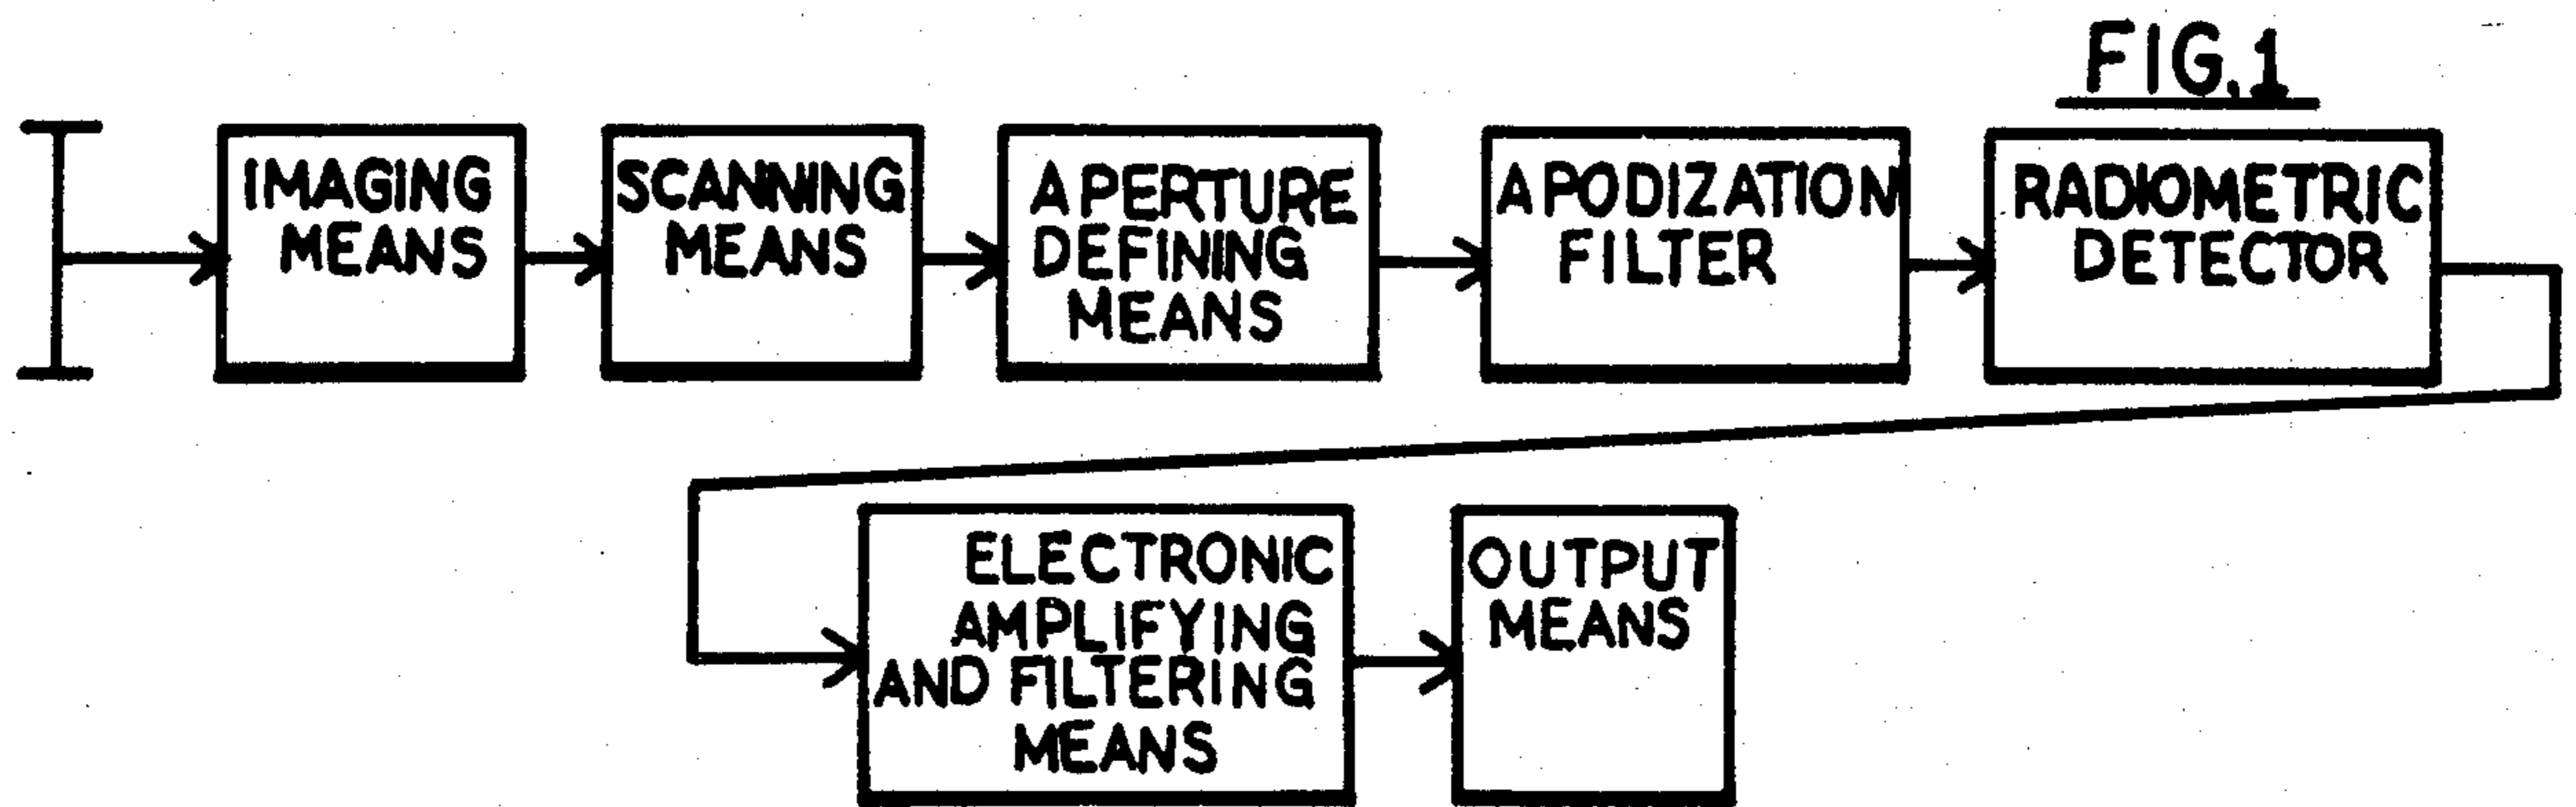 FIG.1
IMAGING
MEANS
SCANNING
MEANS
APERTURE
DEFINING
MEANS
APODIZATION
FILTER
RADIOMETRIC
DETECTOR
ELECTRONIC
AMPLIFYING
AND FILTERING
MEANS
OUTPUT
MEANS